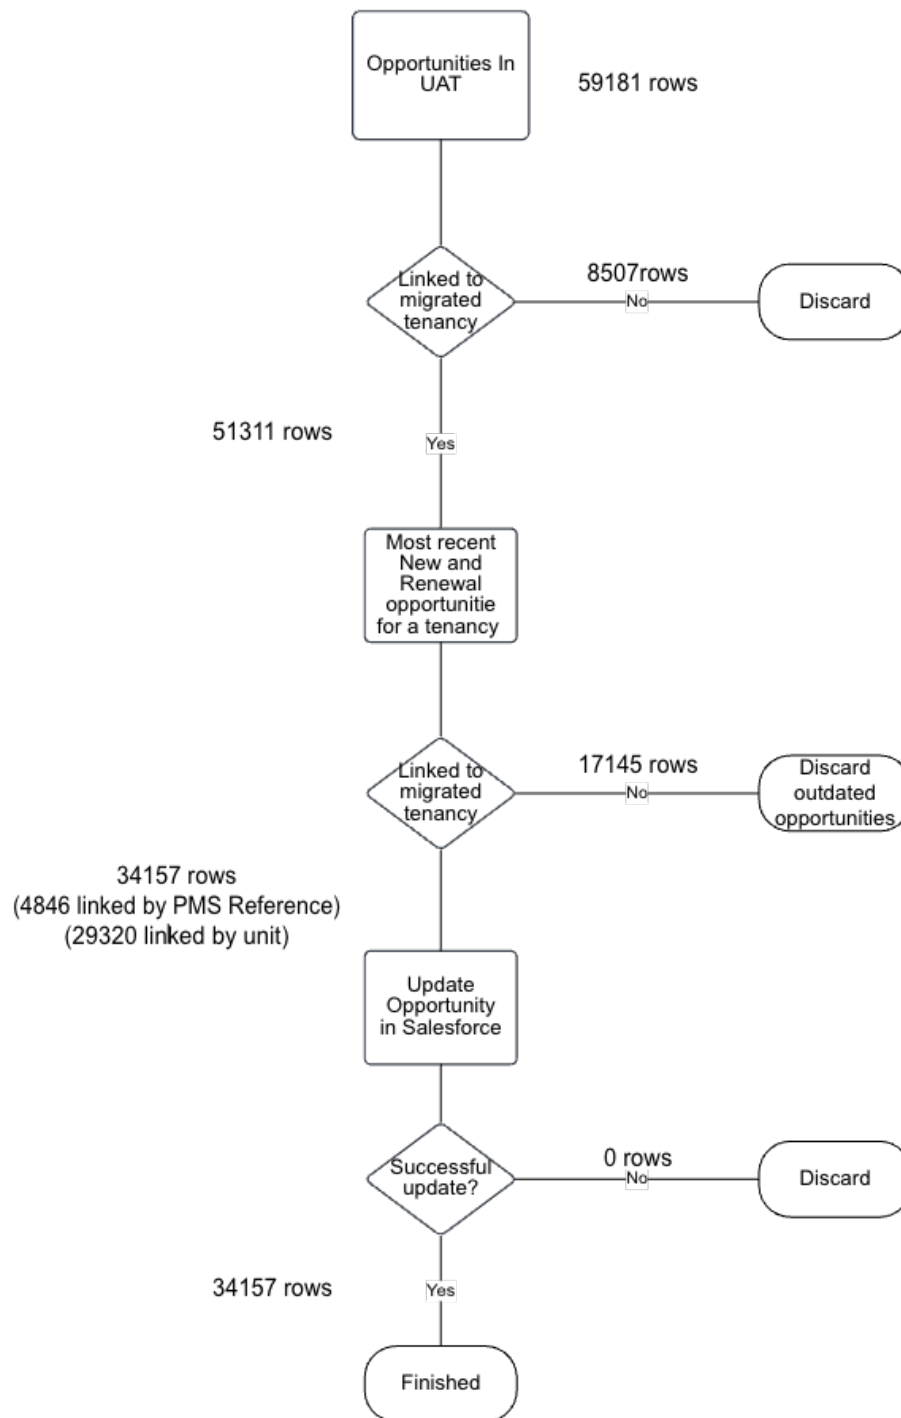 Opportunities In
UAT
59181 rows
Linked to
migrated
tenancy
8507rows
No
Discard
51311 rows
Yes
Most recent
New and
Renewal
opportunitie
for a tenancy
Linked to
migrated
tenancy
17145 rows
No
Discard
outdated
opportunities
34157 rows
(4846 linked by PMS Reference)
(29320 linked by unit)
Update
Opportunity
in Salesforce
Successful
update?
0 rows
No
Discard
34157 rows
Yes
Finished